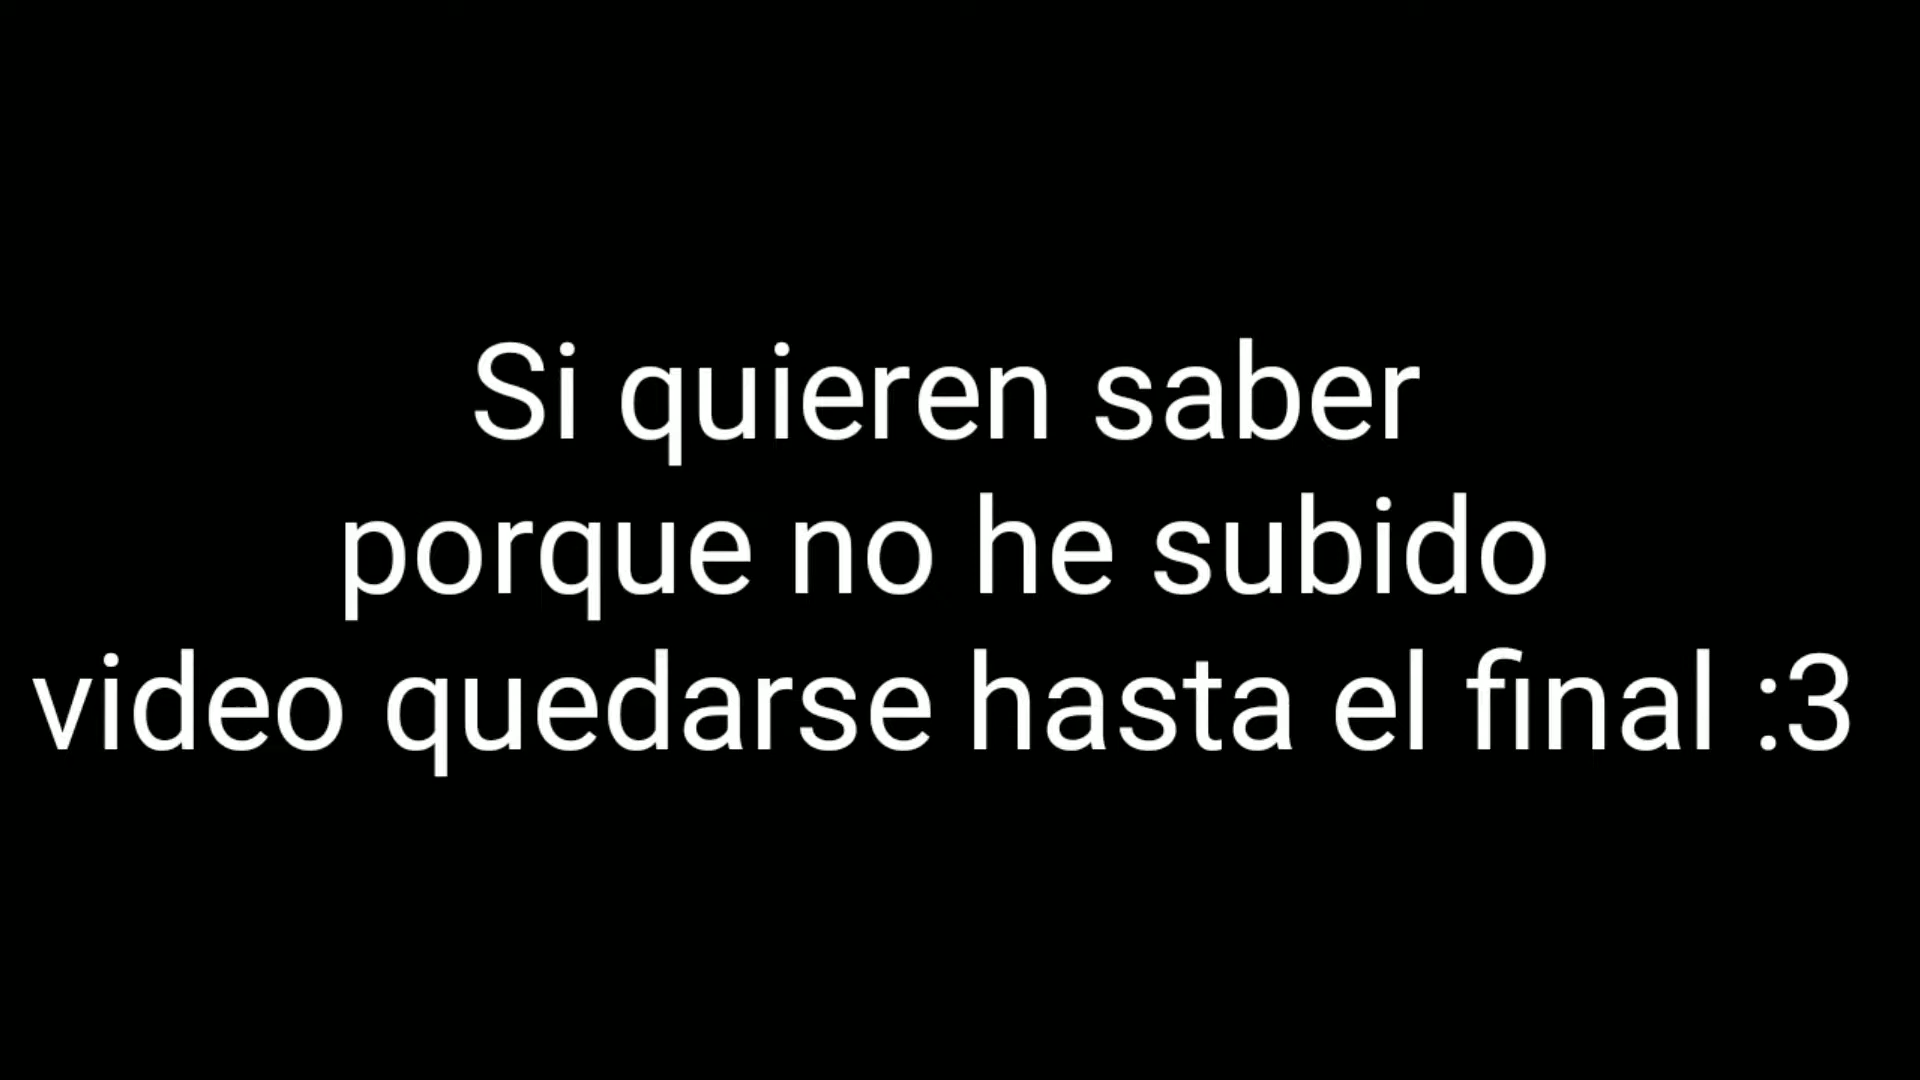 Si quieren saber
porque no he subido
video quedarse hasta el final :3